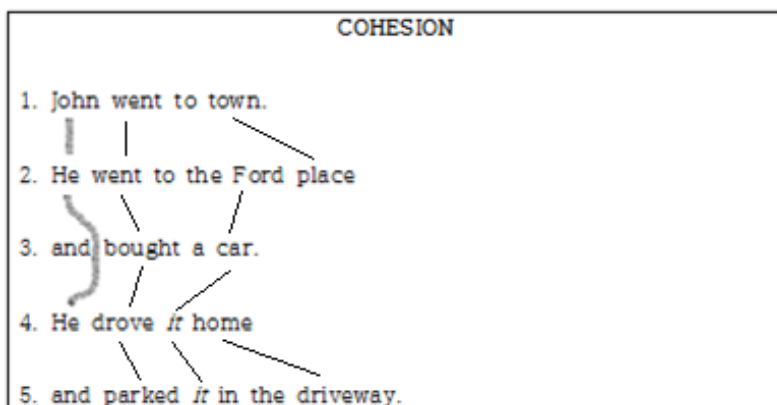 COHESION
1. John went to town.
2. He went to the Ford place
3. and bought a car.
4. He drove it home
5. and parked it in the driveway.